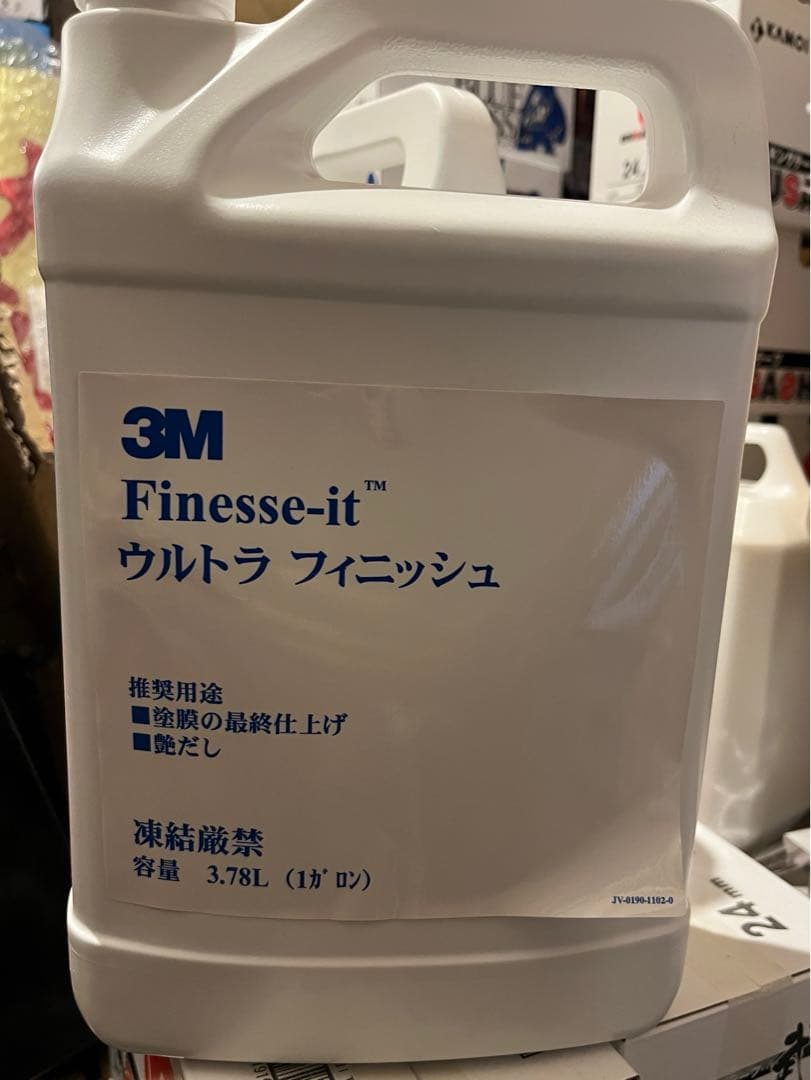 3M
Finesse-it™
ウルトラ フィニッシュ
推奨用途
■塗膜の最終仕上げ
■艶だし
凍結厳禁
容量 3.78L (1ｶﾞﾛﾝ)
JV-0190-1102-0
24mm
24